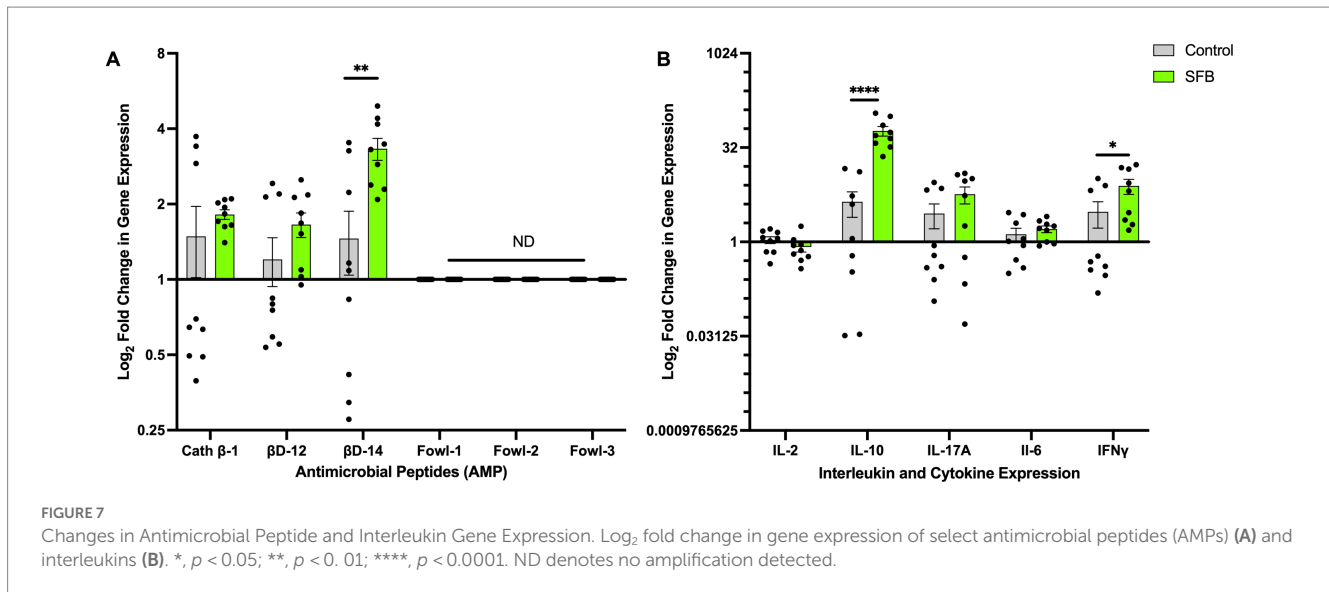 A
Log₂ Fold Change in Gene Expression
8
4
2
1
0.5
0.25
**
ND
Cath β-1 βD-12 βD-14 Fowl-1 Fowl-2 Fowl-3
Antimicrobial Peptides (AMP)
B
Log₂ Fold Change in Gene Expression
1024
32
1
0.03125
0.0009765625
****
*
IL-2 IL-10 IL-17A Il-6 IFNγ
Interleukin and Cytokine Expression
Control
SFB
FIGURE 7
Changes in Antimicrobial Peptide and Interleukin Gene Expression. Log₂ fold change in gene expression of select antimicrobial peptides (AMPs) (A) and
interleukins (B). *, p < 0.05; **, p < 0. 01; ****, p < 0.0001. ND denotes no amplification detected.